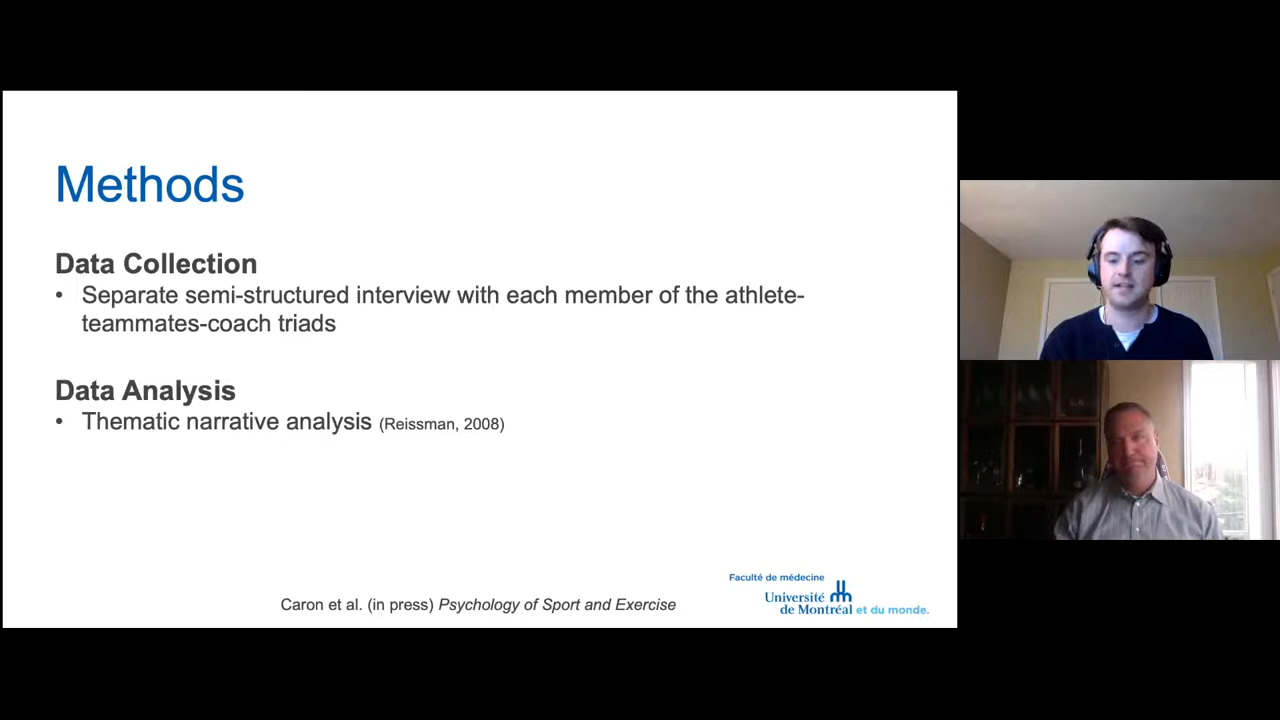 Methods
Data Collection
• Separate semi-structured interview with each member of the athlete-
teammates-coach triads
Data Analysis
• Thematic narrative analysis (Reissman, 2008)
Caron et al. (in press) Psychology of Sport and Exercise
Faculté de médecine
Université
de Montréal et du monde.